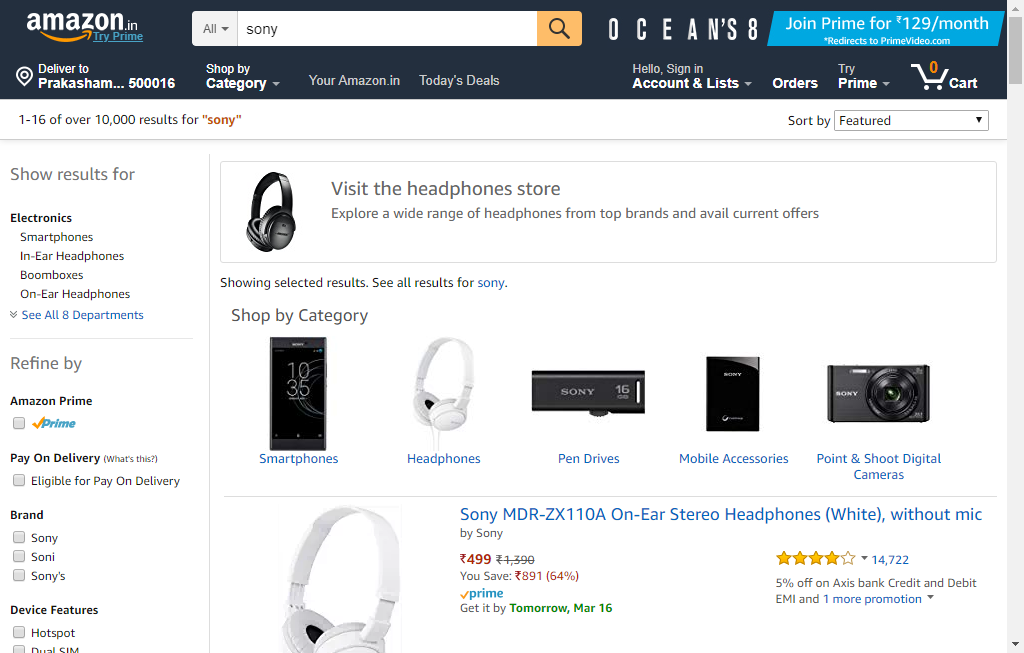 amazon.in
Try Prime
All
sony
OCEAN'S 8
Join Prime for ₹129/month
*Redirects to PrimeVideo.com
Deliver to
Prakasham... 500016
Shop by
Category
Your Amazon.in
Today's Deals
Hello, Sign in
Account & Lists
Orders
Try
Prime
0
Cart
1-16 of over 10,000 results for "sony"
Sort by
Featured
Show results for
Electronics
Smartphones
In-Ear Headphones
Boomboxes
On-Ear Headphones
See All 8 Departments
Refine by
Amazon Prime
Prime
Pay On Delivery (What's this?)
Eligible for Pay On Delivery
Brand
Sony
Soni
Sony's
Device Features
Hotspot
Dual SIM
Visit the headphones store
Explore a wide range of headphones from top brands and avail current offers
Showing selected results. See all results for sony.
Shop by Category
SONY
10
35
SONY
16
GB
SONY
SONY
Smartphones
Headphones
Pen Drives
Mobile Accessories
Point & Shoot Digital
Cameras
Sony MDR-ZX110A On-Ear Stereo Headphones (White), without mic
by Sony
₹499 ₹1,390
You Save: ₹891 (64%)
prime
Get it by Tomorrow, Mar 16
14,722
5% off on Axis bank Credit and Debit
EMI and 1 more promotion